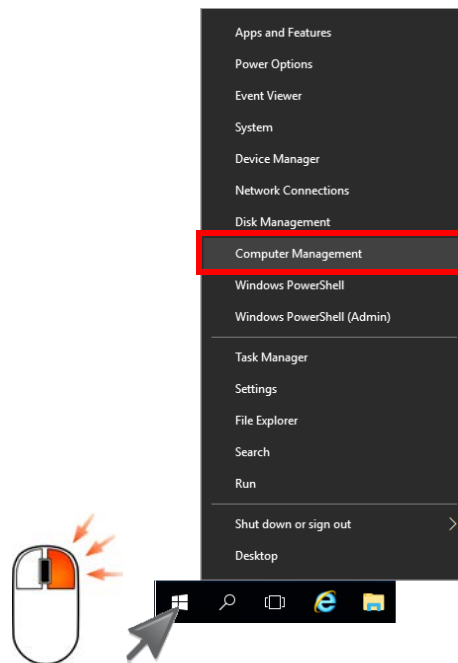 Apps and Features
Power Options
Event Viewer
System
Device Manager
Network Connections
Disk Management
Computer Management
Windows PowerShell
Windows PowerShell (Admin)
Task Manager
Settings
File Explorer
Search
Run
Shut down or sign out
Desktop